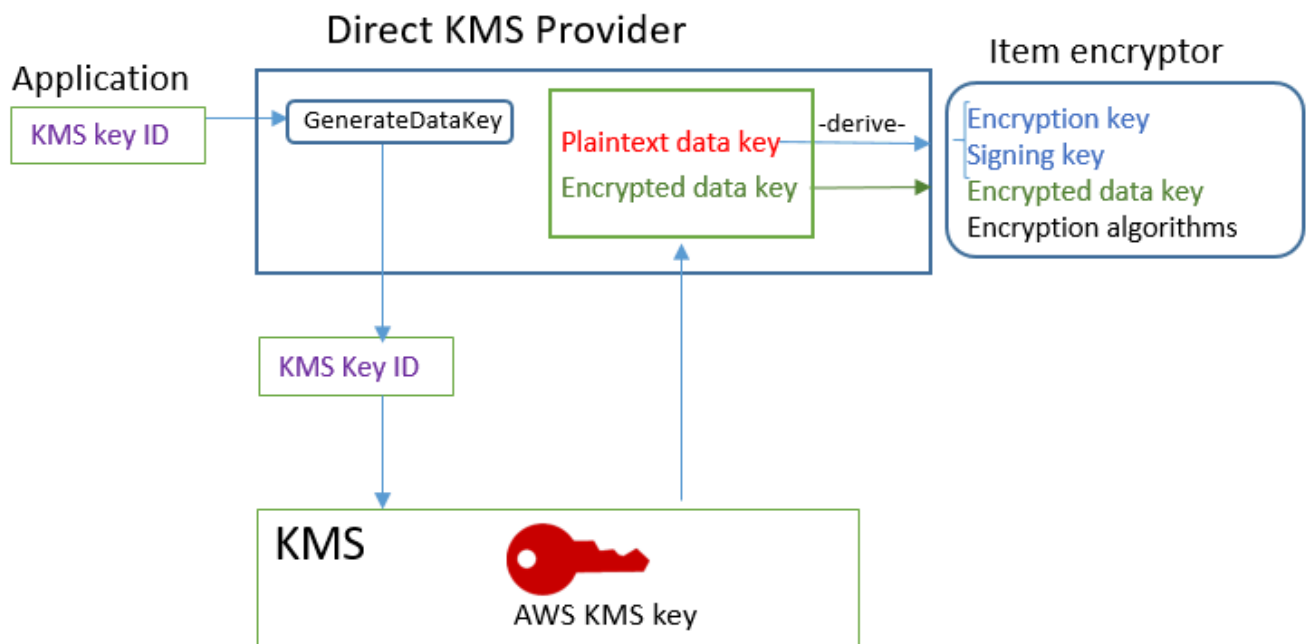 Direct KMS Provider
Item encryptor
Application
KMS key ID
GenerateDataKey
Plaintext data key
Encrypted data key
-derive-
Encryption key
Signing key
Encrypted data key
Encryption algorithms
KMS Key ID
KMS
AWS KMS key